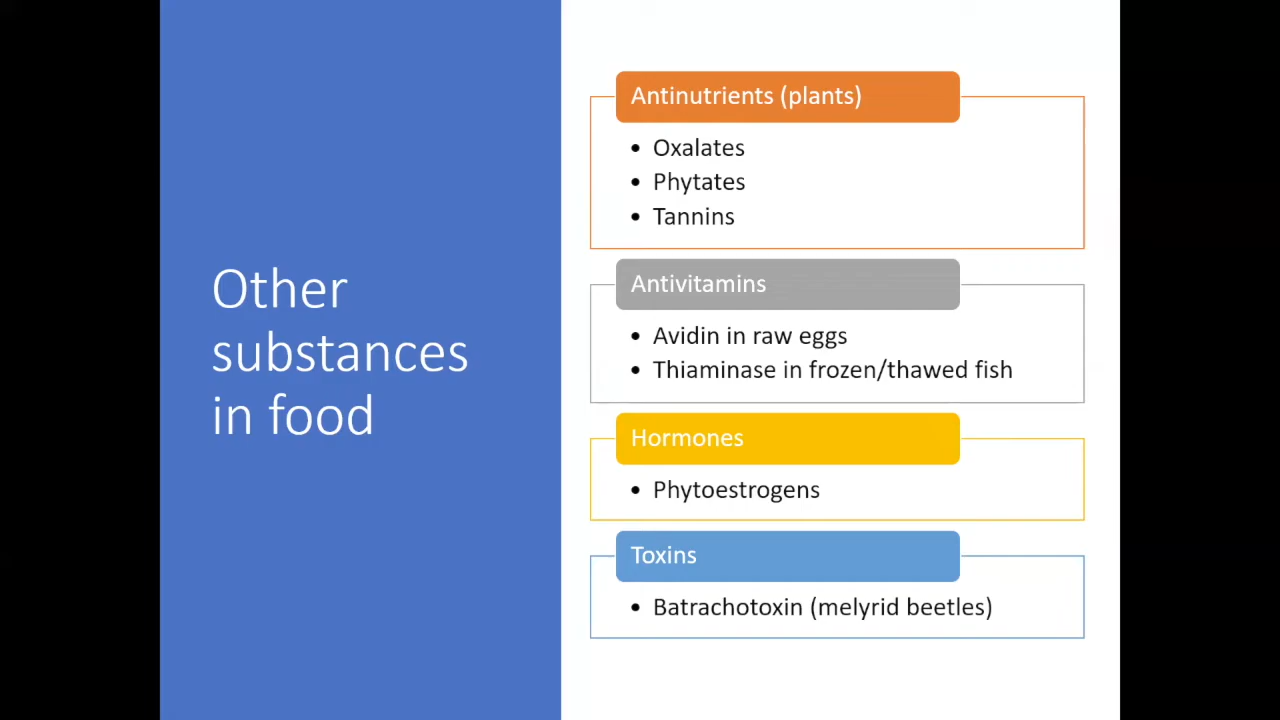 Other
substances
in food
Antinutrients (plants)
• Oxalates
• Phytates
• Tannins
Antivitamins
• Avidin in raw eggs
• Thiaminase in frozen/thawed fish
Hormones
• Phytoestrogens
Toxins
• Batrachotoxin (melyrid beetles)